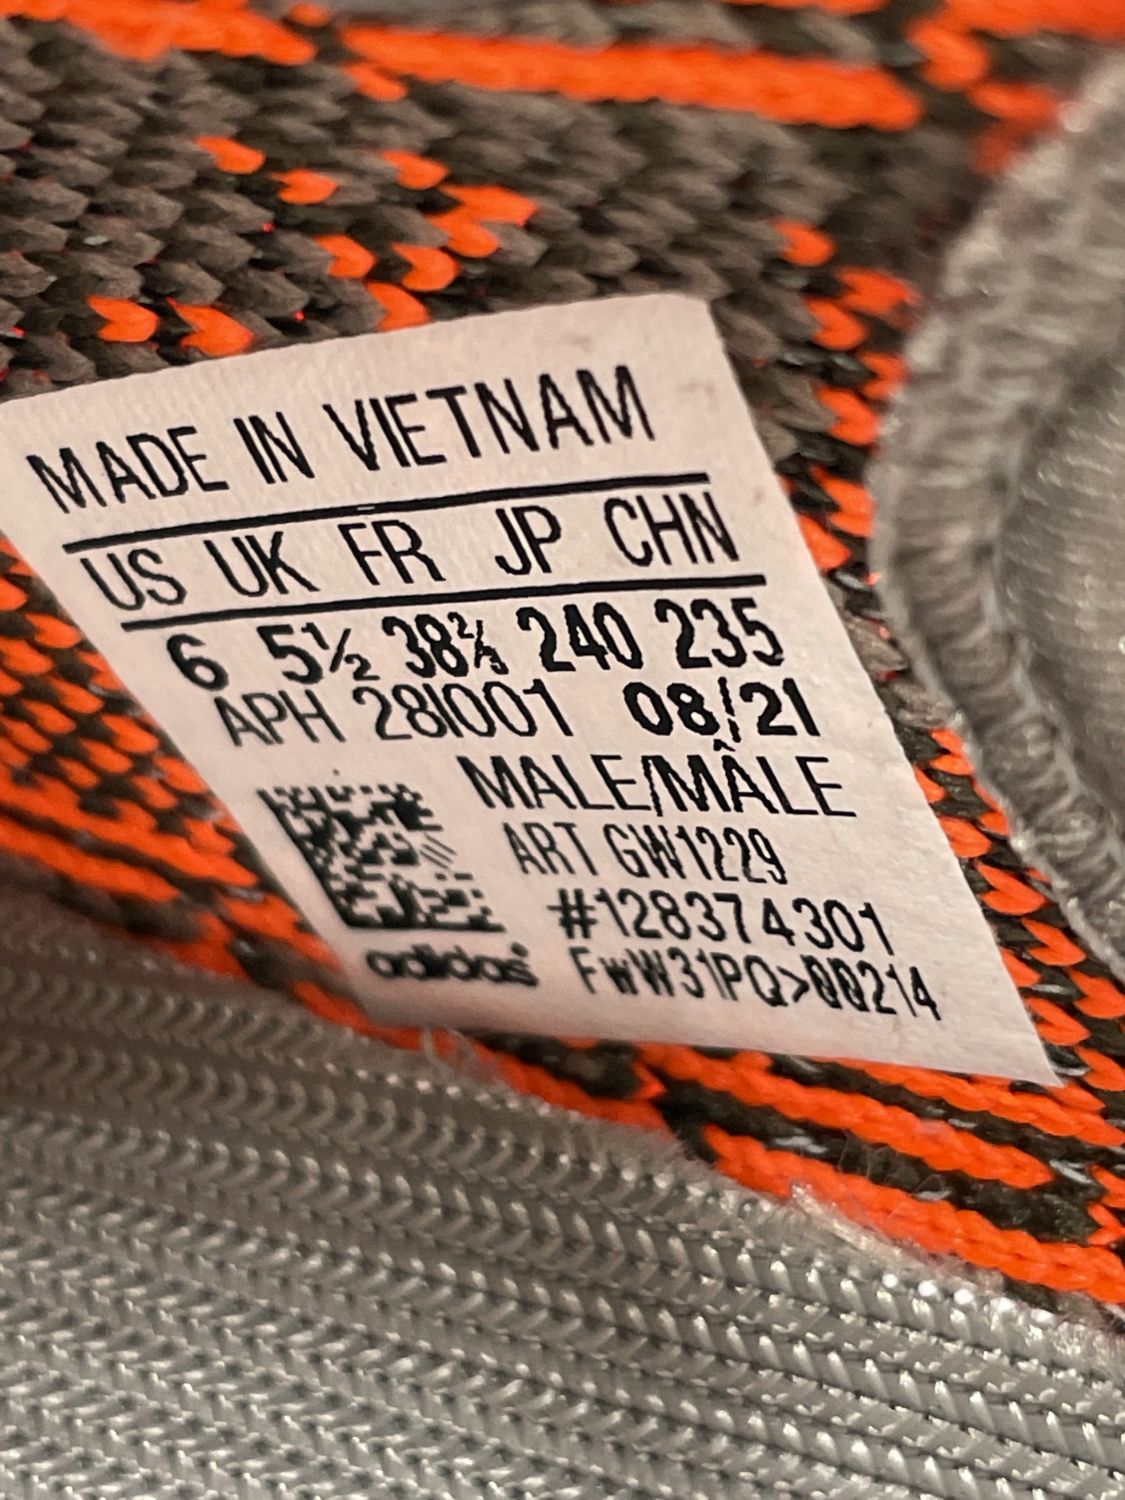 MADE IN VIETNAM
US UK FR JP CHN
6 5½ 38⅔ 240 235
APH 28I001 08/21
MALE/MÂLE
ART GW1229
#128374301
adidas® FwW31PQ>00214